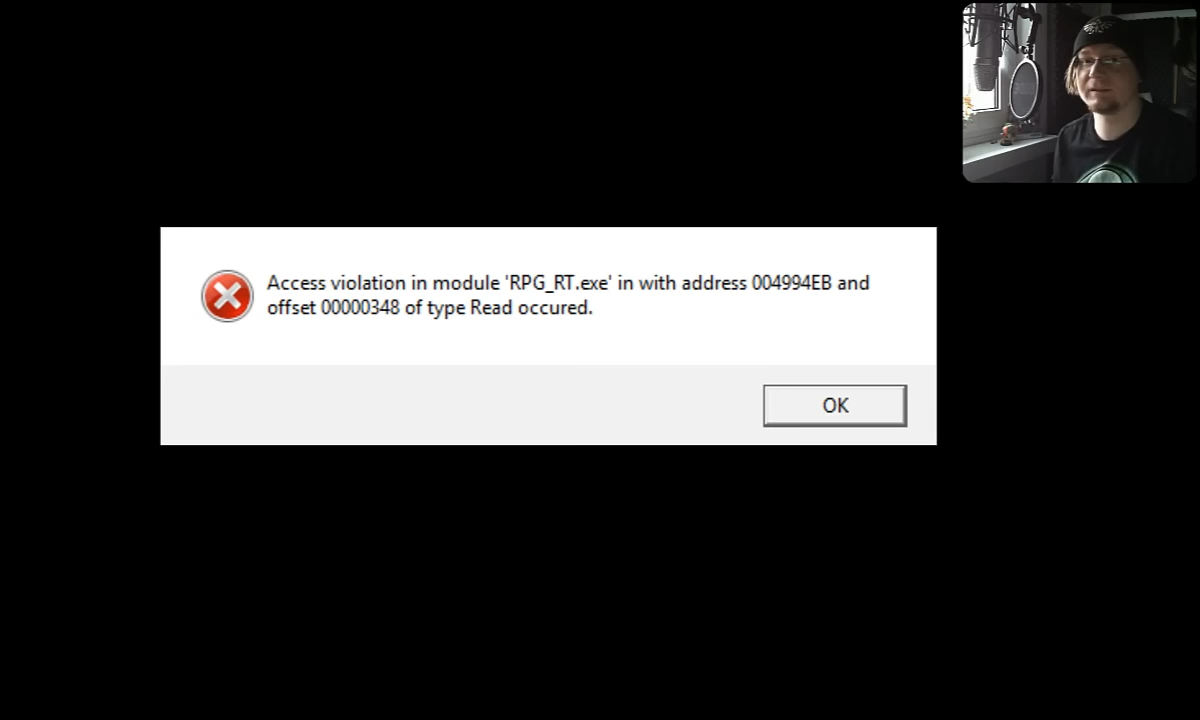 Access violation in module 'RPG_RT.exe' in with address 004994EB and
offset 00000348 of type Read occured.
OK